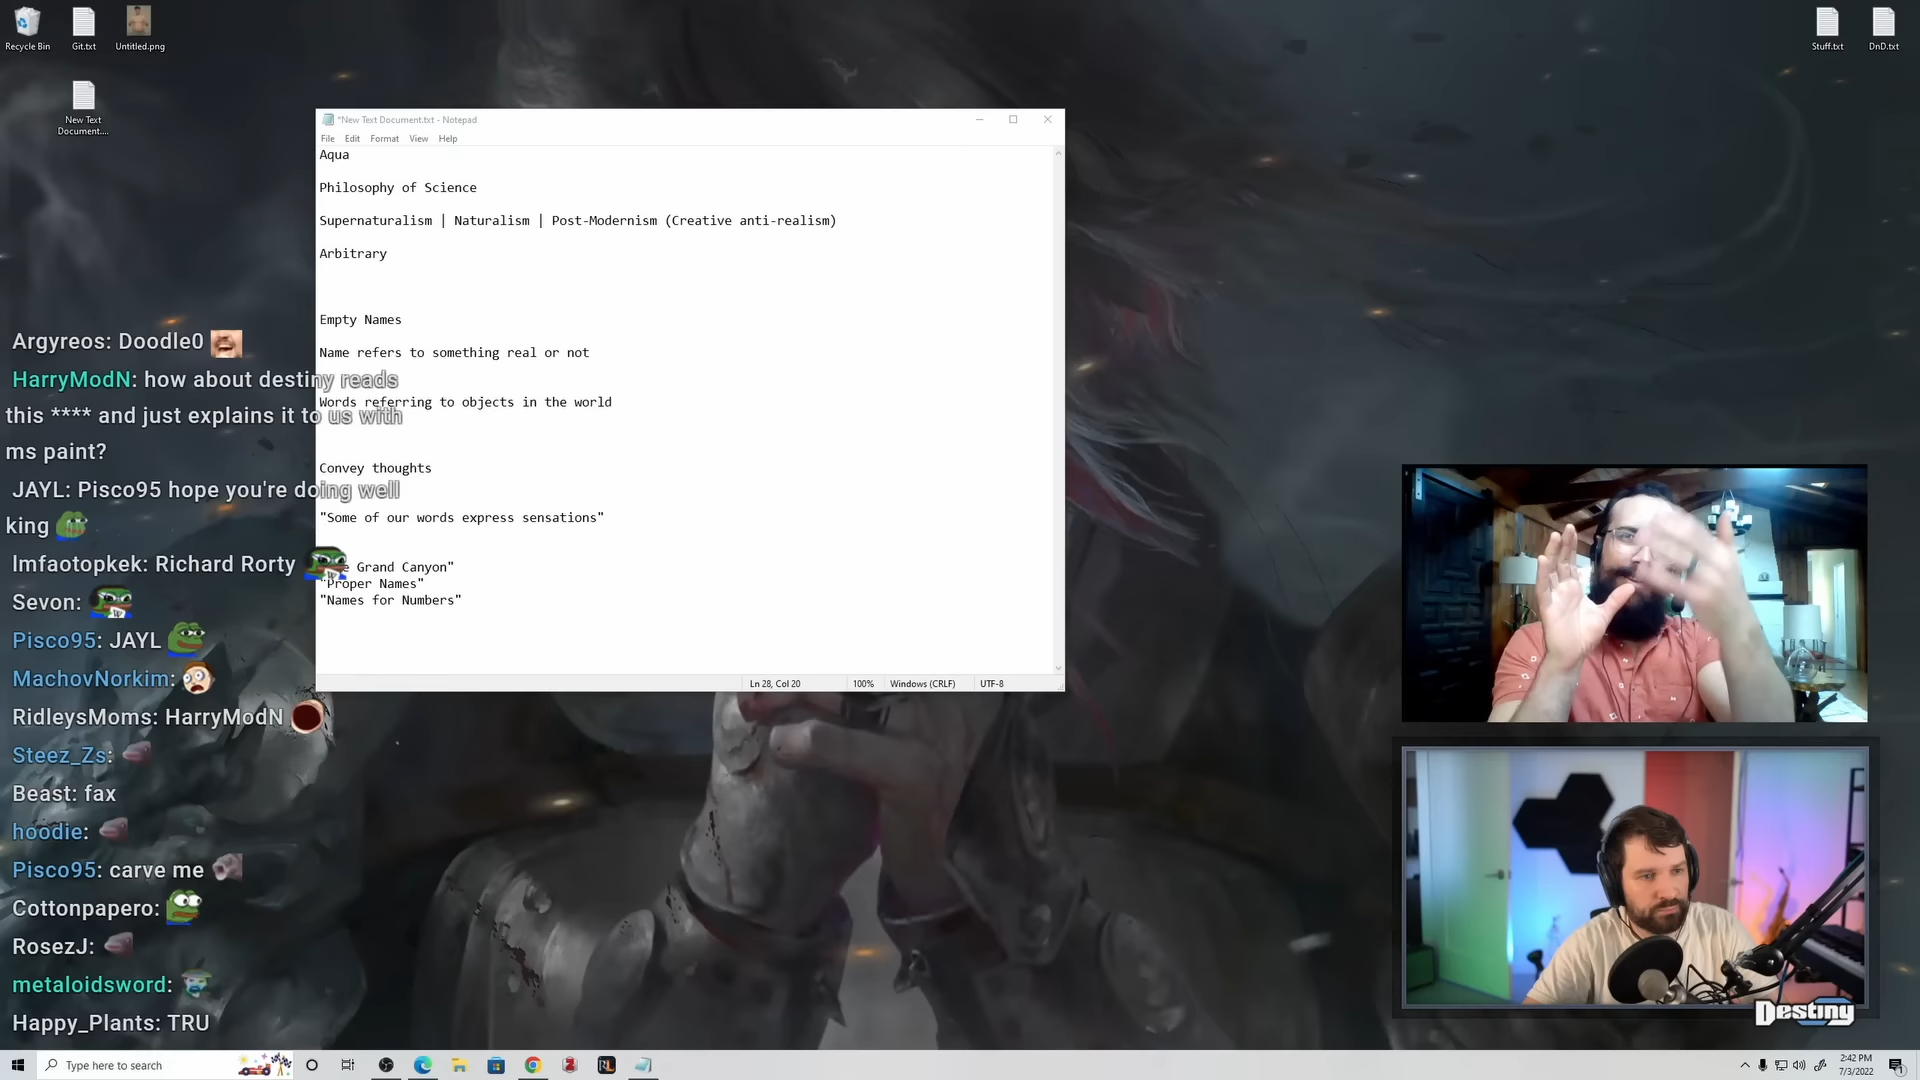 Recycle Bin
Git.txt
Untitled.png
New Text
Document....
Stuff.txt
DnD.txt
*New Text Document.txt - Notepad
File Edit Format View Help
Aqua
Philosophy of Science
Supernaturalism | Naturalism | Post-Modernism (Creative anti-realism)
Arbitrary
Empty Names
Name refers to something real or not
Words referring to objects in the world
Convey thoughts
"Some of our words express sensations"
Grand Canyon"
"Proper Names"
"Names for Numbers"
Ln 28, Col 20
100%
Windows (CRLF)
UTF-8
Argyreos: Doodle0
HarryModN: how about destiny reads
this **** and just explains it to us with
ms paint?
JAYL: Pisco95 hope you're doing well
king
lmfaotopkek: Richard Rorty
Sevon:
Pisco95: JAYL
MachovNorkim:
RidleysMoms: HarryModN
Steez_Zs:
Beast: fax
hoodie:
Pisco95: carve me
Cottonpapero:
RosezJ:
metaloidsword:
Happy_Plants: TRU
Destiny
Type here to search
2:42 PM
7/3/2022